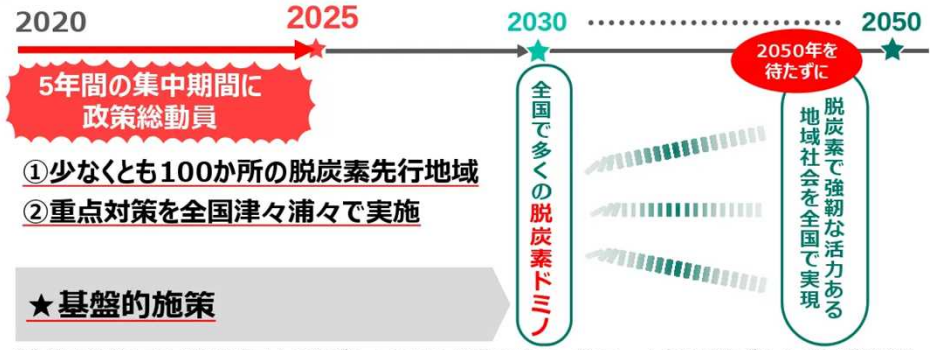 2020
2025
2030
2050
5年間の集中期間に
政策総動員
①少なくとも100か所の脱炭素先行地域
②重点対策を全国津々浦々で実施
★基盤的施策
全国で多くの脱炭素ドミノ
2050年を
待たずに
脱炭素で強靭な活力ある
地域社会を全国で実現